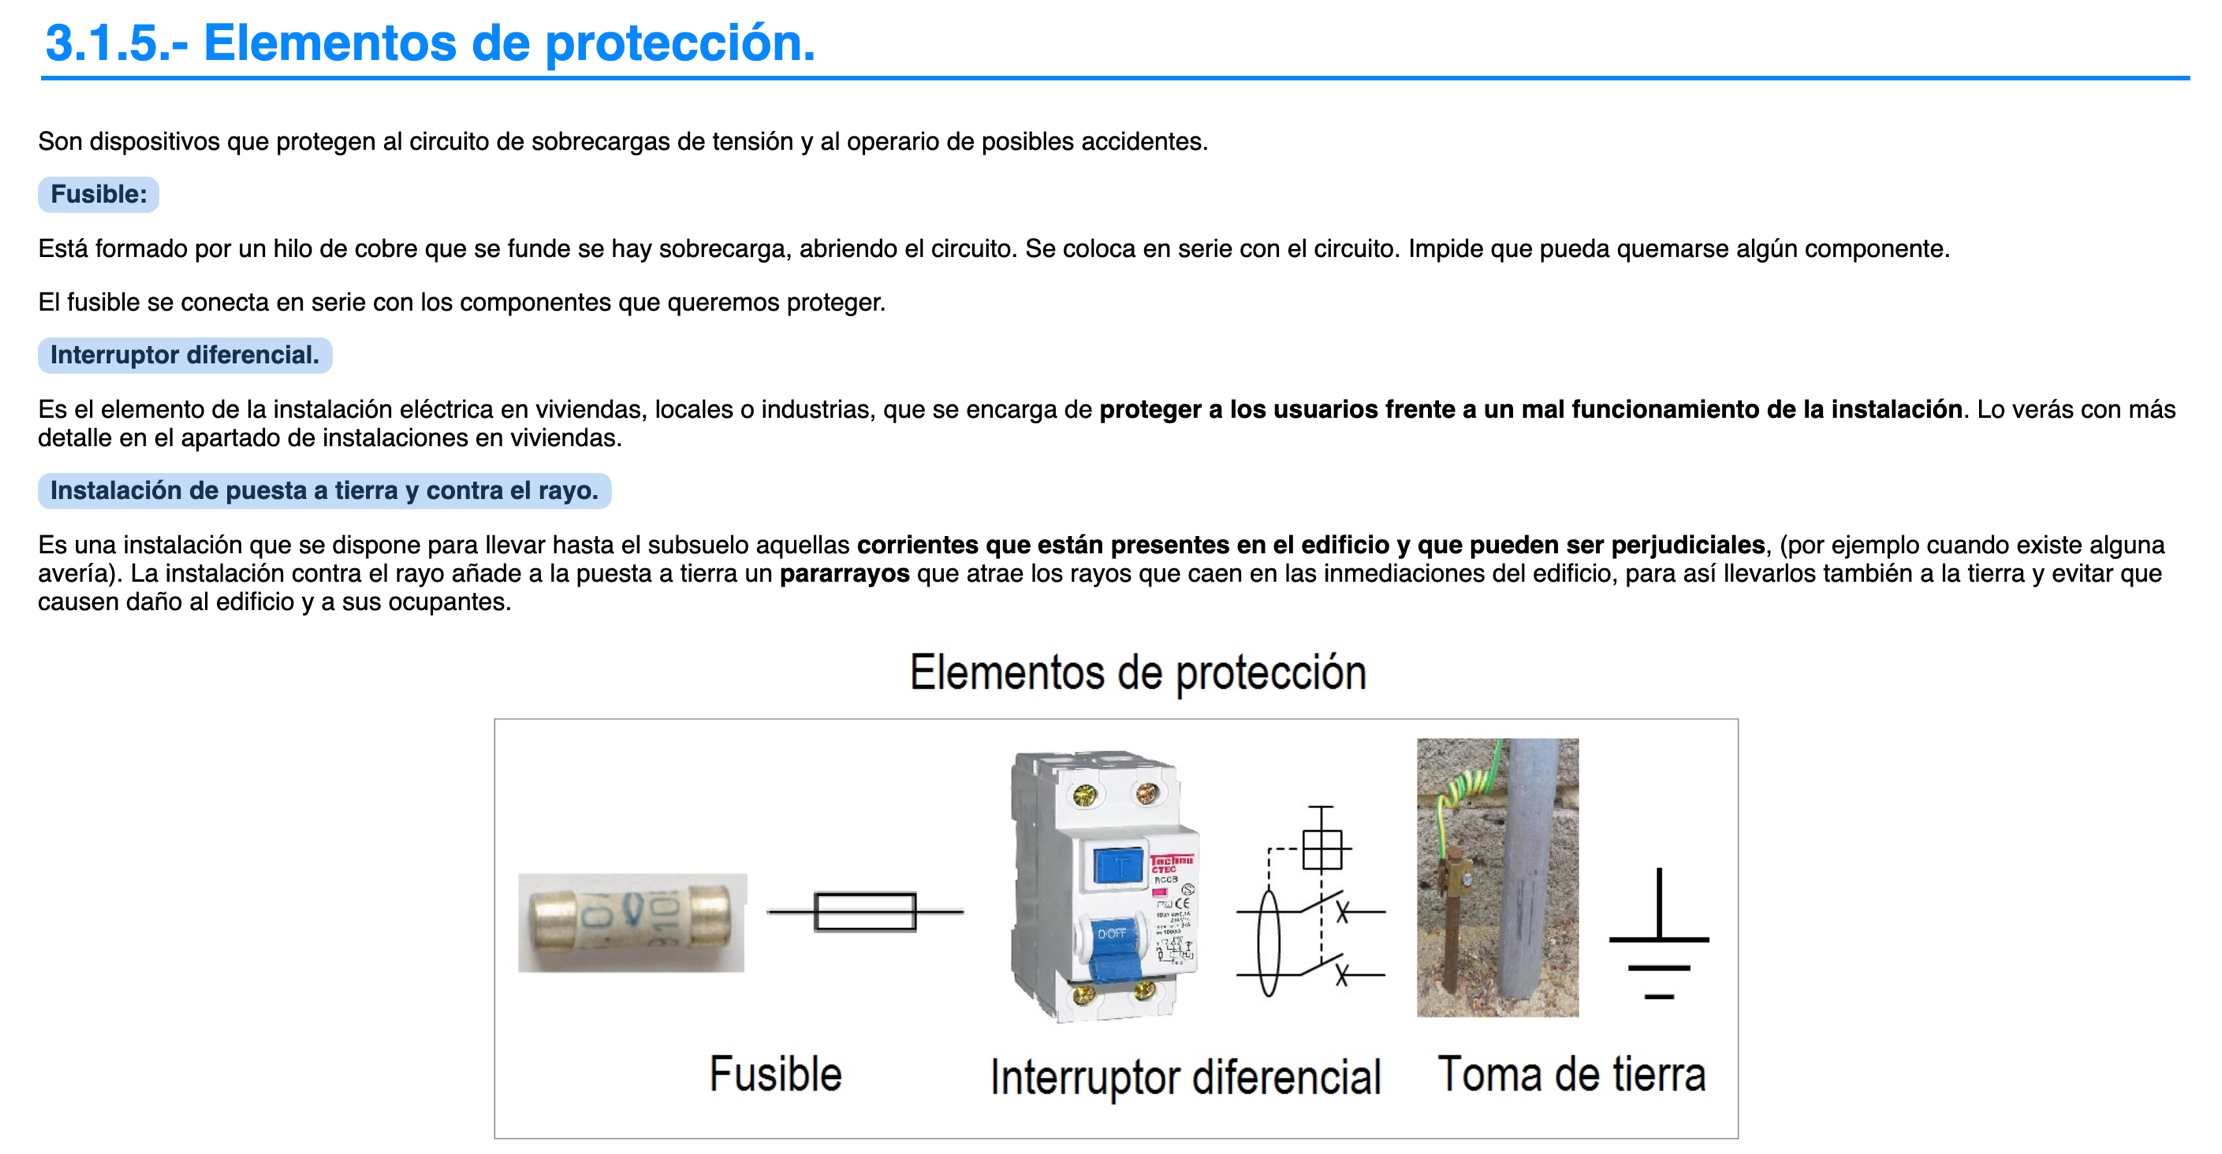 3.1.5.- Elementos de protección.
Son dispositivos que protegen al circuito de sobrecargas de tensión y al operario de posibles accidentes.
Fusible:
Está formado por un hilo de cobre que se funde se hay sobrecarga, abriendo el circuito. Se coloca en serie con el circuito. Impide que pueda quemarse algún componente.
El fusible se conecta en serie con los componentes que queremos proteger.
Interruptor diferencial.
Es el elemento de la instalación eléctrica en viviendas, locales o industrias, que se encarga de proteger a los usuarios frente a un mal funcionamiento de la instalación. Lo verás con más
detalle en el apartado de instalaciones en viviendas.
Instalación de puesta a tierra y contra el rayo.
Es una instalación que se dispone para llevar hasta el subsuelo aquellas corrientes que están presentes en el edificio y que pueden ser perjudiciales, (por ejemplo cuando existe alguna
avería). La instalación contra el rayo añade a la puesta a tierra un pararrayos que atrae los rayos que caen en las inmediaciones del edificio, para así llevarlos también a la tierra y evitar que
causen daño al edificio y a sus ocupantes.
Elementos de protección
T
Technu
CTEC
RCCB
CE
O-OFF
Fusible
Interruptor diferencial
Toma de tierra